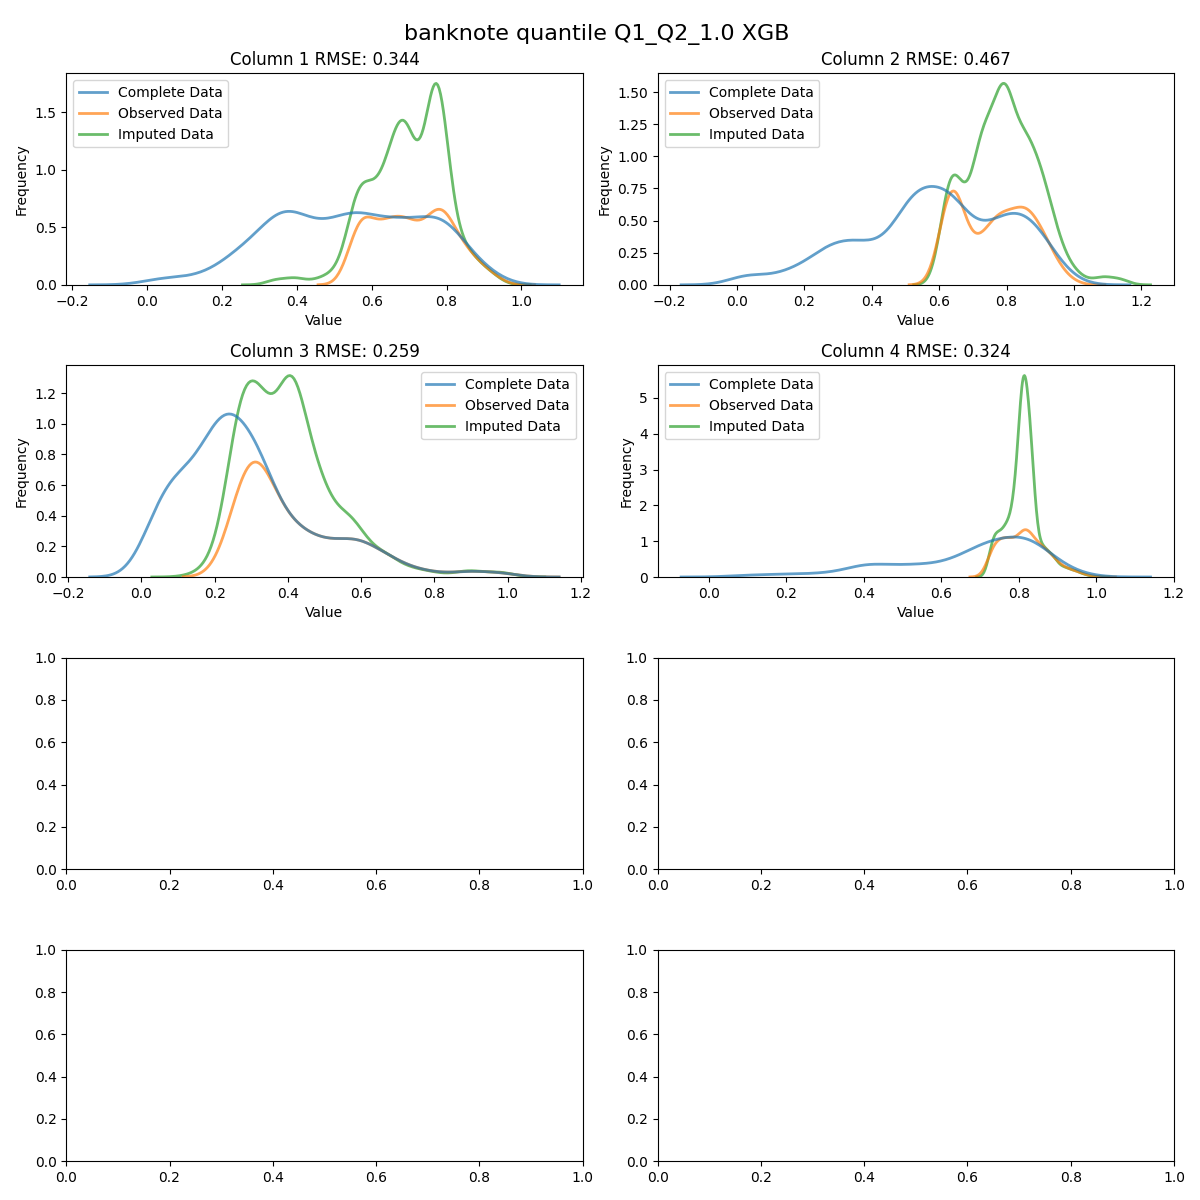 banknote quantile Q1_Q2_1.0 XGB
Column 1 RMSE: 0.344
Complete Data
Observed Data
Imputed Data
Frequency
0.0
0.5
1.0
1.5
−0.2 0.0 0.2 0.4 0.6 0.8 1.0
Value
Column 2 RMSE: 0.467
Complete Data
Observed Data
Imputed Data
Frequency
0.00
0.25
0.50
0.75
1.00
1.25
1.50
−0.2 0.0 0.2 0.4 0.6 0.8 1.0 1.2
Value
Column 3 RMSE: 0.259
Complete Data
Observed Data
Imputed Data
Frequency
0.0
0.2
0.4
0.6
0.8
1.0
1.2
−0.2 0.0 0.2 0.4 0.6 0.8 1.0 1.2
Value
Column 4 RMSE: 0.324
Complete Data
Observed Data
Imputed Data
Frequency
0
1
2
3
4
5
0.0 0.2 0.4 0.6 0.8 1.0 1.2
Value
1.0
0.8
0.6
0.4
0.2
0.0
0.0 0.2 0.4 0.6 0.8 1.0
1.0
0.8
0.6
0.4
0.2
0.0
0.0 0.2 0.4 0.6 0.8 1.0
1.0
0.8
0.6
0.4
0.2
0.0
0.0 0.2 0.4 0.6 0.8 1.0
1.0
0.8
0.6
0.4
0.2
0.0
0.0 0.2 0.4 0.6 0.8 1.0